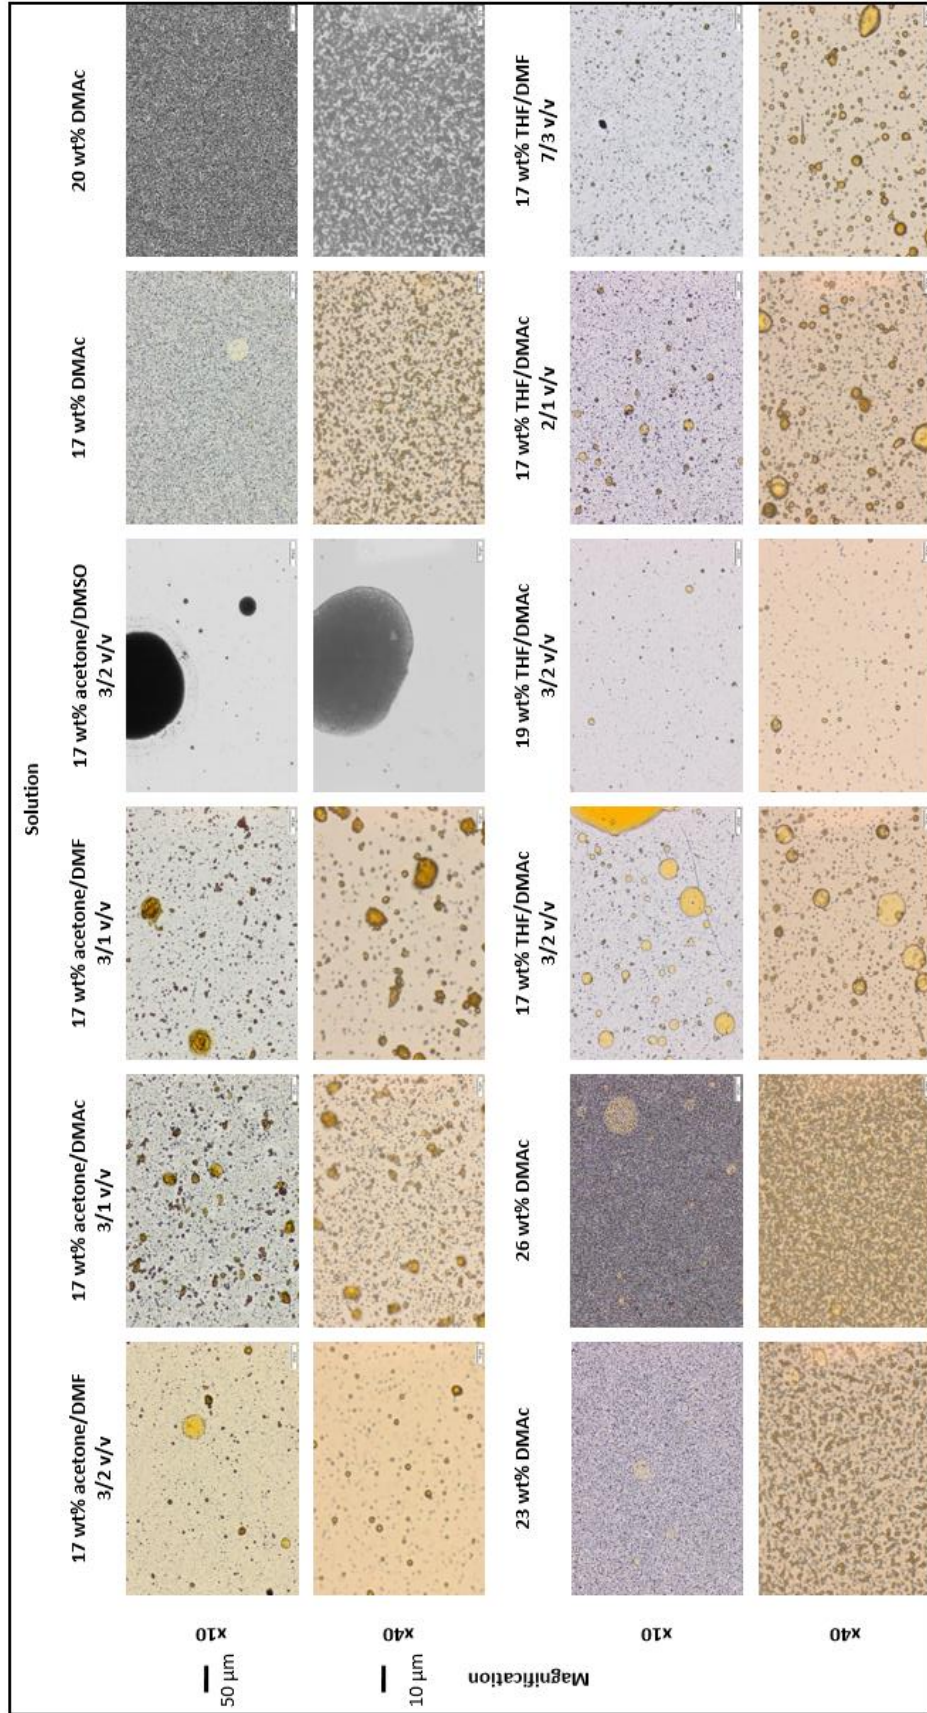 Solution
17 wt% acetone/DMF
3/2 v/v
17 wt% acetone/DMAc
3/1 v/v
17 wt% acetone/DMF
3/1 v/v
17 wt% acetone/DMSO
3/2 v/v
17 wt% DMAc
20 wt% DMAc
x10
50 µm
x40
10 µm
Magnification
23 wt% DMAc
26 wt% DMAc
17 wt% THF/DMAc
3/2 v/v
19 wt% THF/DMAc
3/2 v/v
17 wt% THF/DMAc
2/1 v/v
17 wt% THF/DMF
7/3 v/v
x10
x40